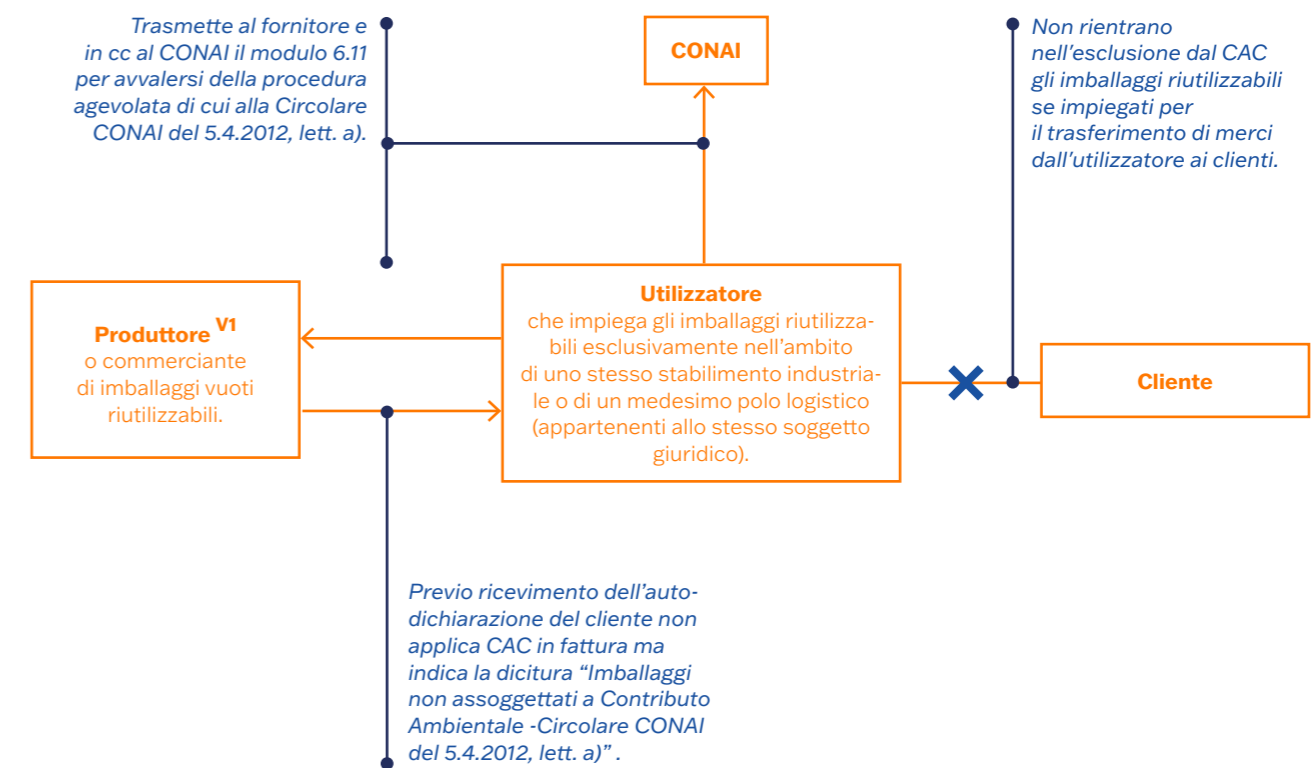 Trasmette al fornitore e
in cc al CONAI il modulo 6.11
per avvalersi della procedura
agevolata di cui alla Circolare
CONAI del 5.4.2012, lett. a).
CONAI
Non rientrano
nell'esclusione dal CAC
gli imballaggi riutilizzabili
se impiegati per
il trasferimento di merci
dall'utilizzatore ai clienti.
Produttore V1
o commerciante
di imballaggi vuoti
riutilizzabili.
Utilizzatore
che impiega gli imballaggi riutilizza-
bili esclusivamente nell'ambito
di uno stesso stabilimento industria-
le o di un medesimo polo logistico
(appartenenti allo stesso soggetto
giuridico).
Cliente
Previo ricevimento dell'auto-
dichiarazione del cliente non
applica CAC in fattura ma
indica la dicitura "Imballaggi
non assoggettati a Contributo
Ambientale -Circolare CONAI
del 5.4.2012, lett. a)" .